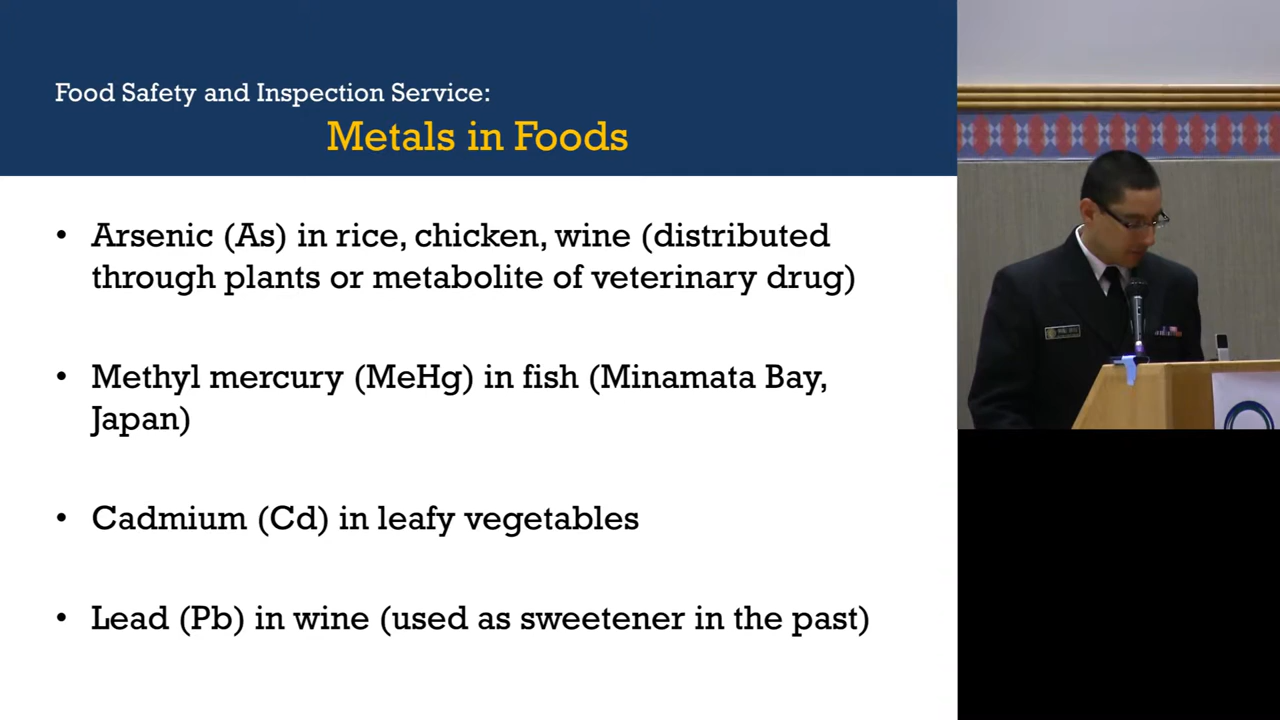 Food Safety and Inspection Service:
Metals in Foods
• Arsenic (As) in rice, chicken, wine (distributed
through plants or metabolite of veterinary drug)
• Methyl mercury (MeHg) in fish (Minamata Bay,
Japan)
• Cadmium (Cd) in leafy vegetables
• Lead (Pb) in wine (used as sweetener in the past)